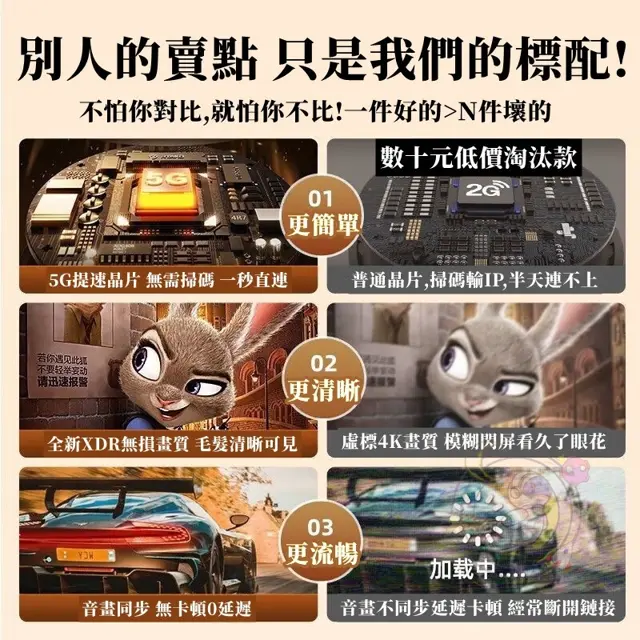 別人的賣點 只是我們的標配!
不怕你對比,就怕你不比!一件好的>N件壞的
數十元低價淘汰款
5G
2G
01
更簡單
5G提速晶片 無需掃碼 一秒直連
普通晶片,掃碼輸IP,半天連不上
若你遇见此狐
不要轻举妄动
请迅速报警
02
更清晰
全新XDR無損畫質 毛髮清晰可見
虛標4K畫質 模糊閃屏看久了眼花
03
更流暢
加载中....
音畫同步 無卡頓0延遲
音畫不同步延遲卡頓 經常斷開鏈接